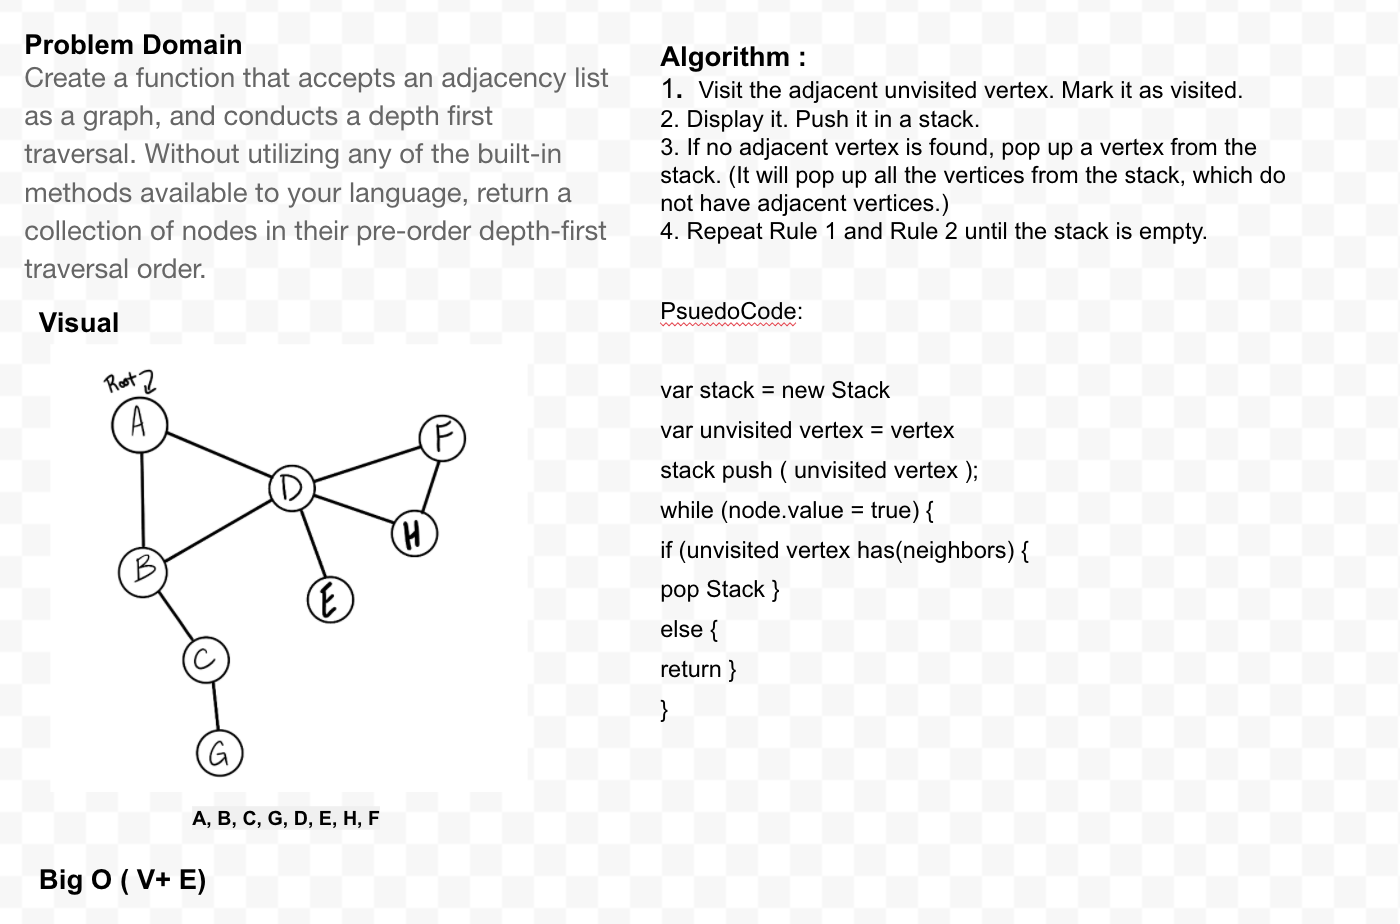 Problem Domain
Create a function that accepts an adjacency list
as a graph, and conducts a depth first
traversal. Without utilizing any of the built-in
methods available to your language, return a
collection of nodes in their pre-order depth-first
traversal order.
Visual
Root
A
F
D
H
B
E
C
G
A, B, C, G, D, E, H, F
Big O ( V+ E)
Algorithm :
1. Visit the adjacent unvisited vertex. Mark it as visited.
2. Display it. Push it in a stack.
3. If no adjacent vertex is found, pop up a vertex from the
stack. (It will pop up all the vertices from the stack, which do
not have adjacent vertices.)
4. Repeat Rule 1 and Rule 2 until the stack is empty.
PsuedoCode:
var stack = new Stack
var unvisited vertex = vertex
stack push ( unvisited vertex );
while (node.value = true) {
if (unvisited vertex has(neighbors) {
pop Stack }
else {
return }
}